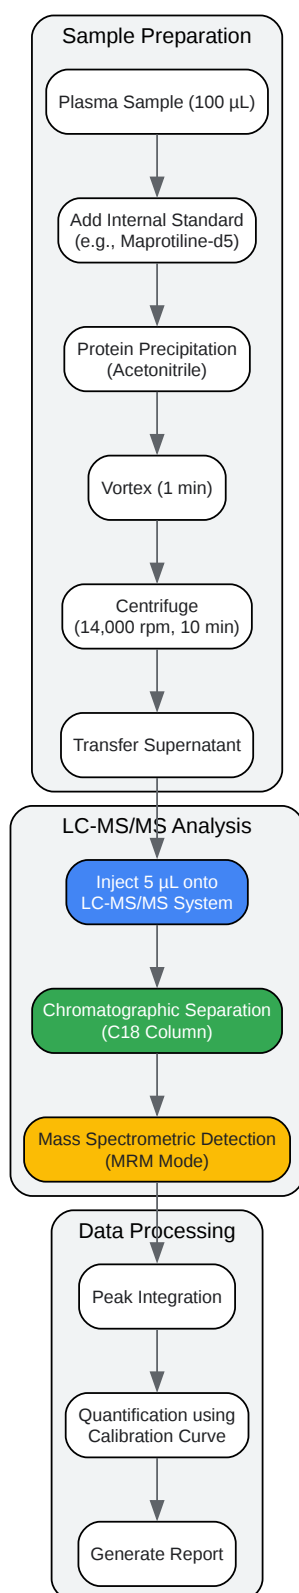 Sample Preparation
Plasma Sample (100 µL)
Add Internal Standard
(e.g., Maprotiline-d5)
Protein Precipitation
(Acetonitrile)
Vortex (1 min)
Centrifuge
(14,000 rpm, 10 min)
Transfer Supernatant
LC-MS/MS Analysis
Inject 5 µL onto
LC-MS/MS System
Chromatographic Separation
(C18 Column)
Mass Spectrometric Detection
(MRM Mode)
Data Processing
Peak Integration
Quantification using
Calibration Curve
Generate Report